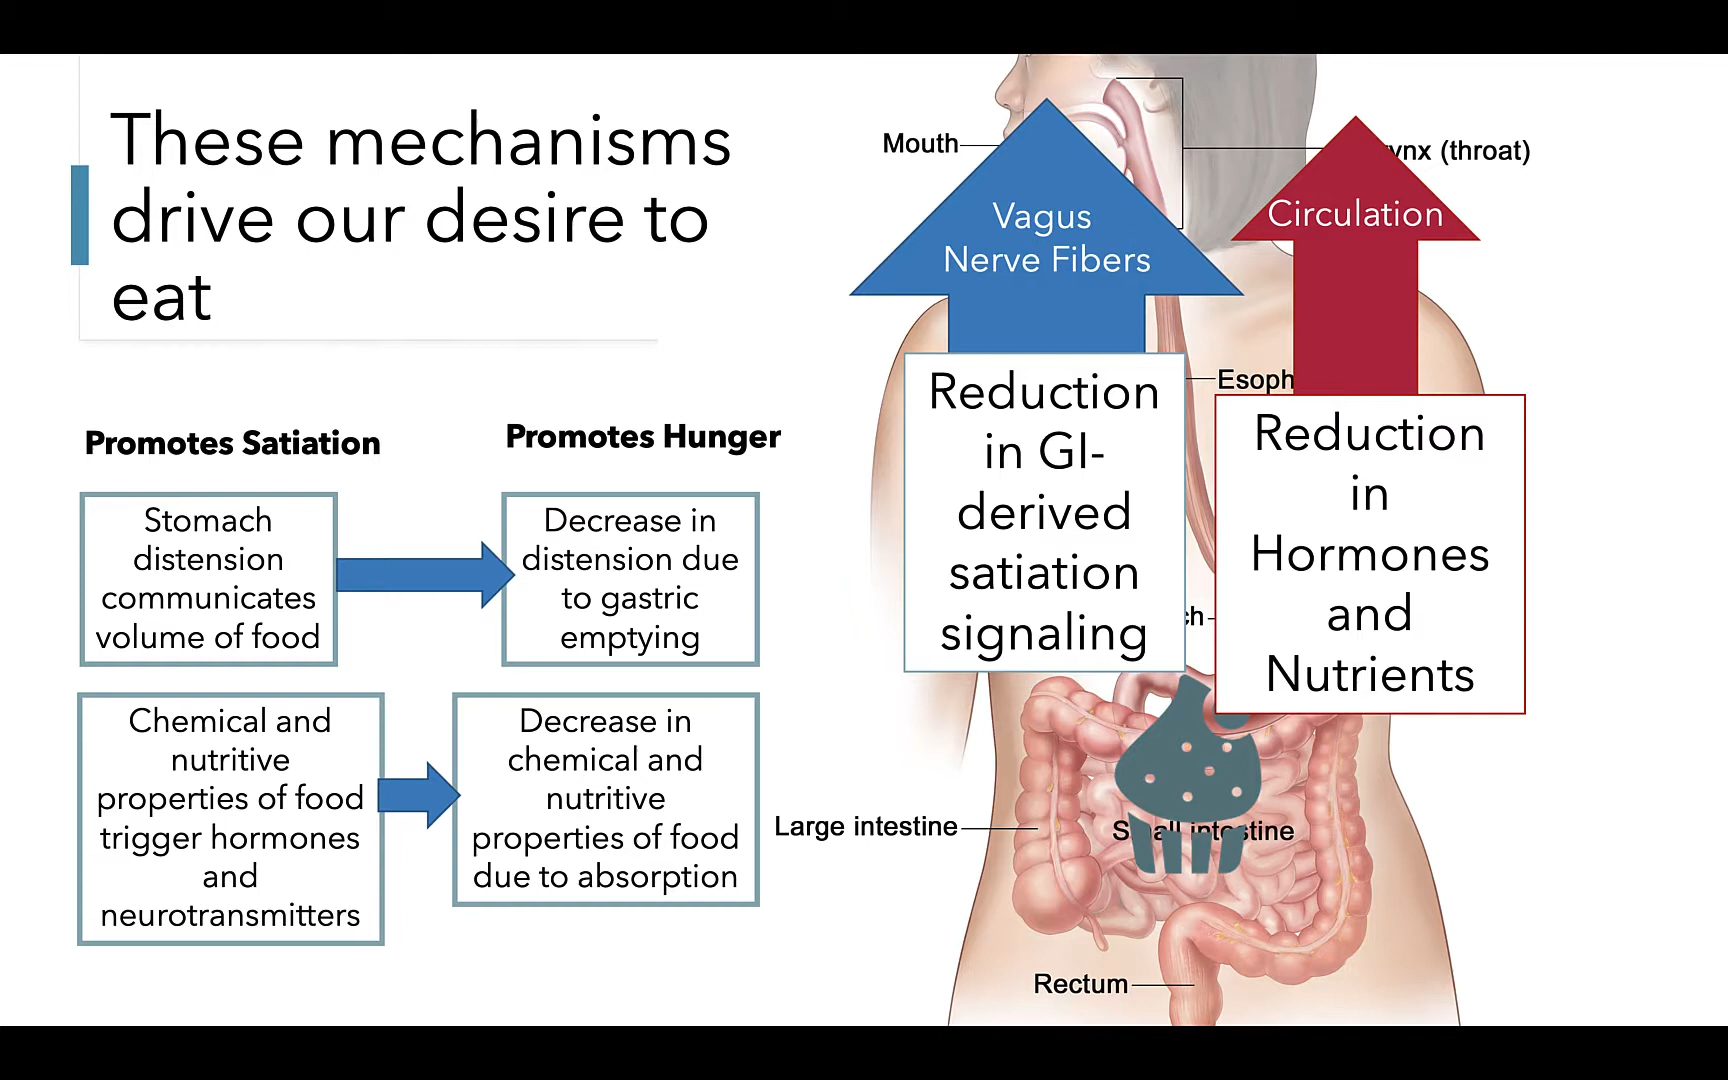 These mechanisms
drive our desire to
eat
Promotes Satiation
Promotes Hunger
Stomach
distension
communicates
volume of food
Decrease in
distension due
to gastric
emptying
Chemical and
nutritive
properties of food
trigger hormones
and
neurotransmitters
Decrease in
chemical and
nutritive
properties of food
due to absorption
Mouth
(throat)
Vagus
Nerve Fibers
Circulation
Reduction
in GI-
derived
satiation
signaling
Reduction
in
Hormones
and
Nutrients
Large intestine
Small intestine
Rectum